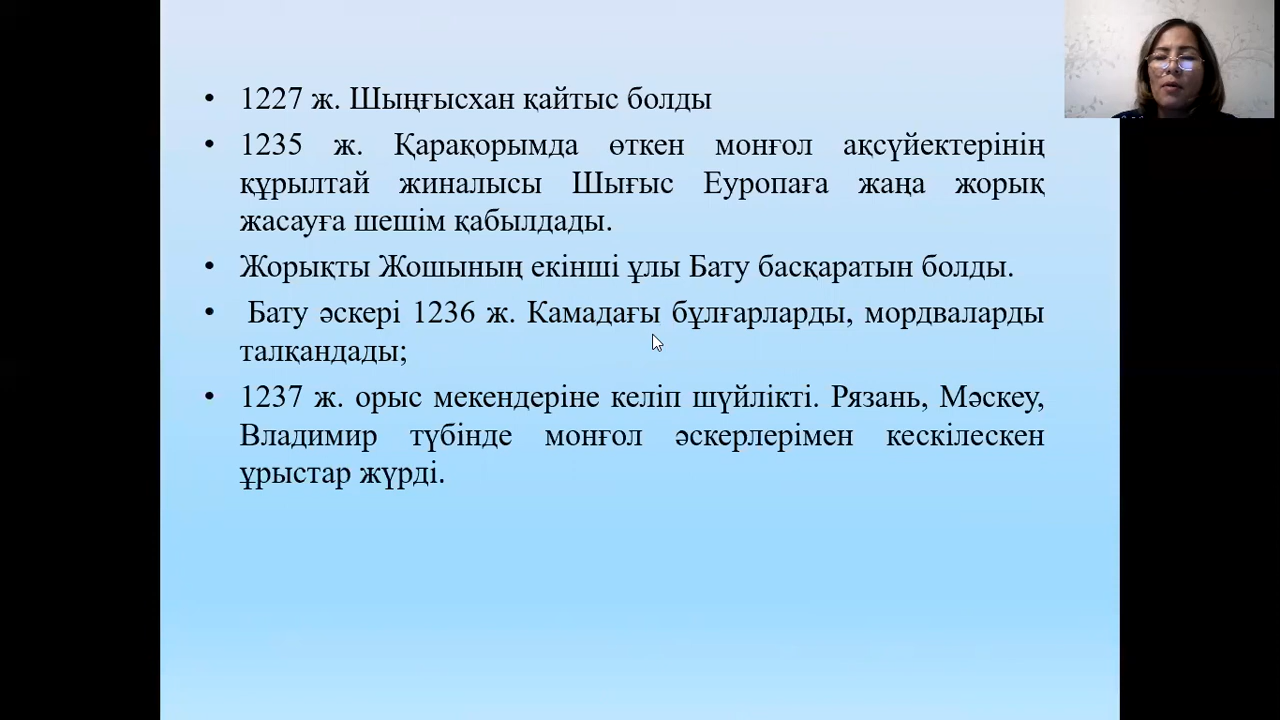 • 1227 ж. Шыңғысхан қайтыс болды
• 1235 ж. Қарақорымда өткен монғол ақсүйектерінің
құрылтай жиналысы Шығыс Еуропаға жаңа жорық
жасауға шешім қабылдады.
• Жорықты Жошының екінші ұлы Бату басқаратын болды.
• Бату әскері 1236 ж. Камадағы бұлғарларды, мордваларды
талқандады;
• 1237 ж. орыс мекендеріне келіп шүйлікті. Рязань, Мәскеу,
Владимир түбінде монғол әскерлерімен кескілескен
ұрыстар жүрді.